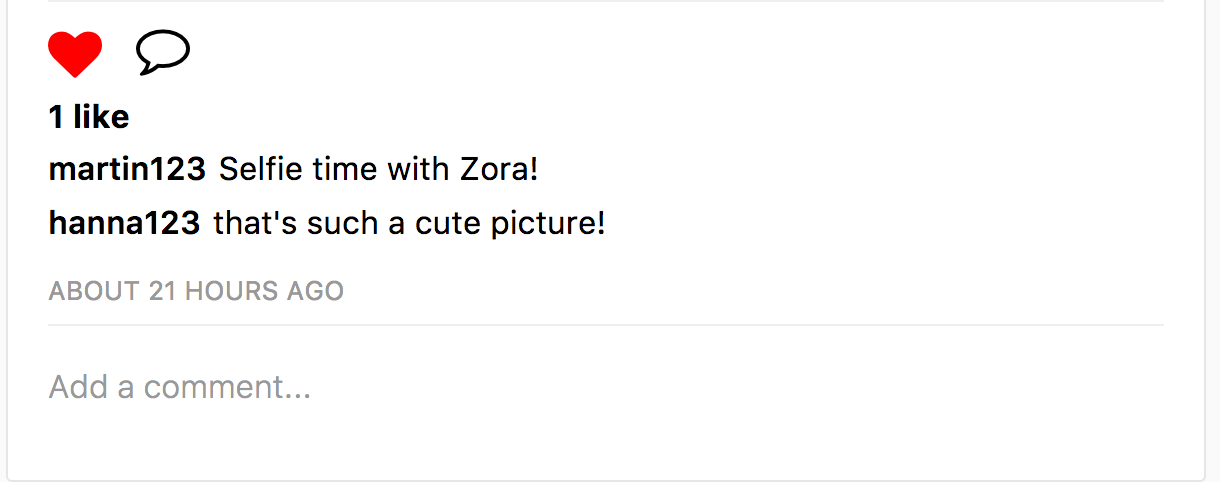 1 like
martin123 Selfie time with Zora!
hanna123 that's such a cute picture!
ABOUT 21 HOURS AGO
Add a comment...